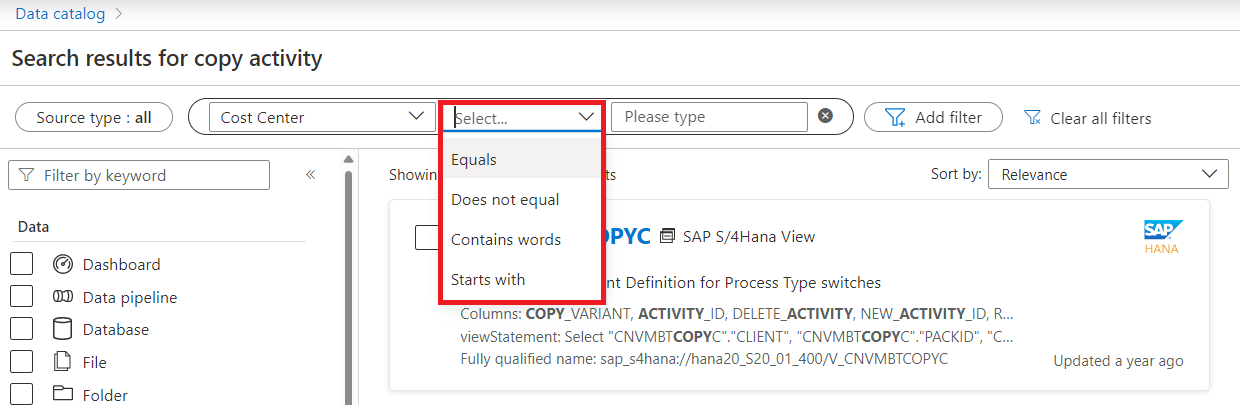 Data catalog >
Search results for copy activity
Source type : all
Cost Center
Select...
Please type
Add filter
Clear all filters
Equals
Does not equal
Contains words
Starts with
Filter by keyword
«
Data
Dashboard
Data pipeline
Database
File
Folder
Showin
ts
Sort by:
Relevance
OPYC SAP S/4Hana View
SAP
HANA
nt Definition for Process Type switches
Columns: COPY_VARIANT, ACTIVITY_ID, DELETE_ACTIVITY, NEW_ACTIVITY_ID, R...
viewStatement: Select "CNVMBTCOPYC"."CLIENT", "CNVMBTCOPYC"."PACKID", "C...
Fully qualified name: sap_s4hana://hana20_S20_01_400/V_CNVMBTCOPYC
Updated a year ago